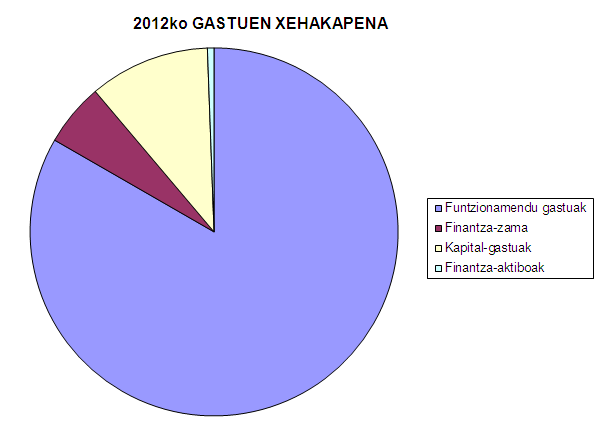 2012ko GASTUEN XEHAKAPENA
Funtzionamendu gastuak
Finantza-zama
Kapital-gastuak
Finantza-aktiboak